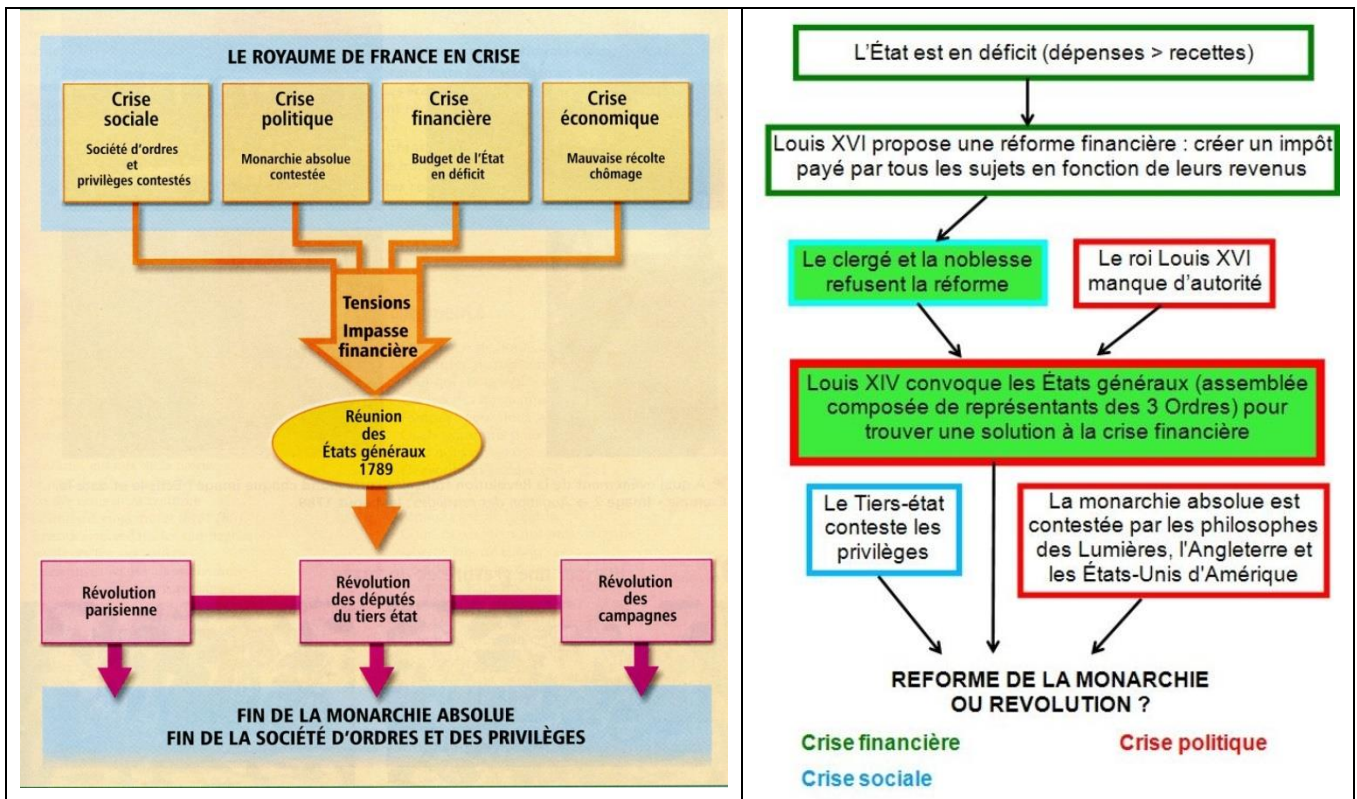 LE ROYAUME DE FRANCE EN CRISE
Crise
sociale
Société d'ordres
et
privilèges contestés
Crise
politique
Monarchie absolue
contestée
Crise
financière
Budget de l'État
en déficit
Crise
économique
Mauvaise récolte
chômage
Tensions
Impasse
financière
Réunion
des
États généraux
1789
Révolution
parisienne
Révolution
des députés
du tiers état
Révolution
des
campagnes
FIN DE LA MONARCHIE ABSOLUE
FIN DE LA SOCIÉTÉ D'ORDRES ET DES PRIVILÈGES
L'État est en déficit (dépenses > recettes)
Louis XVI propose une réforme financière : créer un impôt
payé par tous les sujets en fonction de leurs revenus
Le clergé et la noblesse
refusent la réforme
Le roi Louis XVI
manque d'autorité
Louis XIV convoque les États généraux (assemblée
composée de représentants des 3 Ordres) pour
trouver une solution à la crise financière
Le Tiers-état
conteste les
privilèges
La monarchie absolue est
contestée par les philosophes
des Lumières, l'Angleterre et
les États-Unis d'Amérique
REFORME DE LA MONARCHIE
OU REVOLUTION ?
Crise financière
Crise politique
Crise sociale